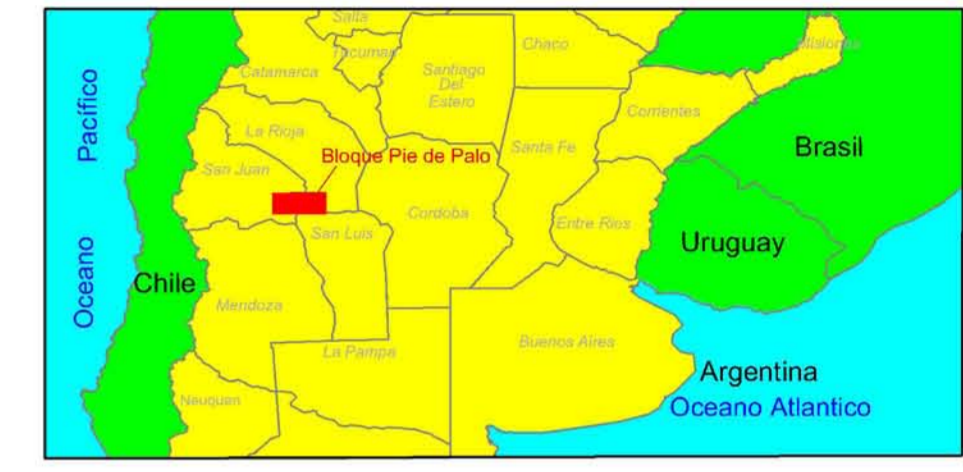 Salta
Tucuman
Chaco
Misiones
Catamarca
Santiago
Del
Estero
Pacífico
Corrientes
La Rioja
Santa Fe
Brasil
Bloque Pie de Palo
San Juan
Cordoba
Entre Rios
San Luis
Uruguay
Oceano
Chile
Mendoza
Buenos Aires
La Pampa
Argentina
Neuquen
Oceano Atlantico